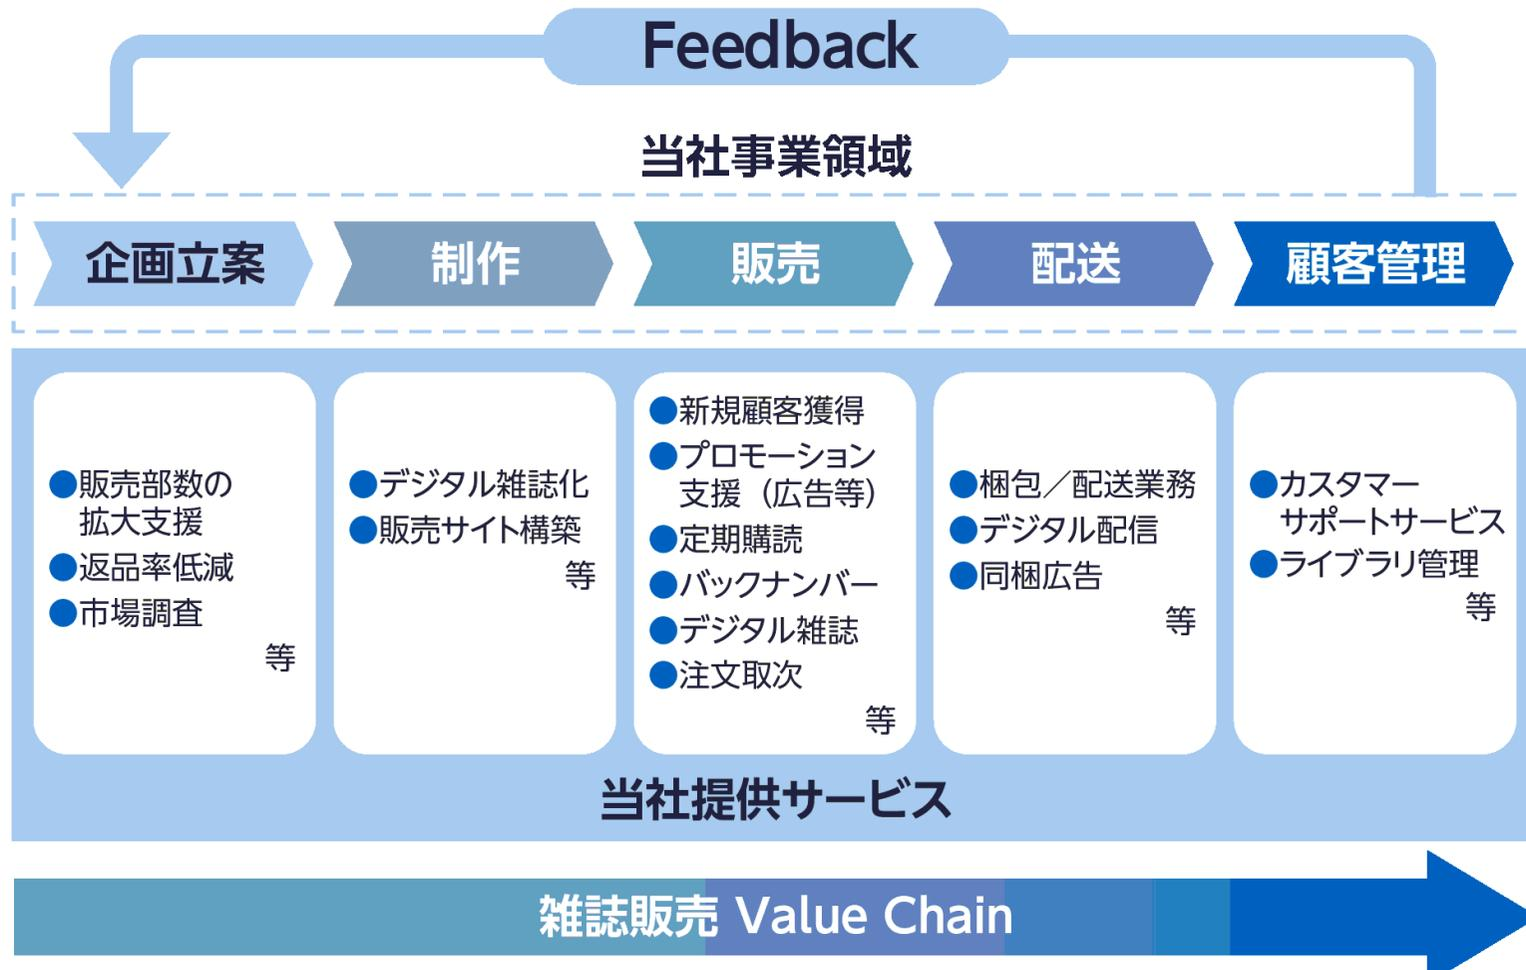 Feedback
当社事業領域
企画立案
制作
販売
配送
顧客管理
●販売部数の
拡大支援
●返品率低減
●市場調査
等
●デジタル雑誌化
●販売サイト構築
等
●新規顧客獲得
●プロモーション
支援（広告等）
●定期購読
●バックナンバー
●デジタル雑誌
●注文取次
等
●梱包／配送業務
●デジタル配信
●同梱広告
等
●カスタマー
サポートサービス
●ライブラリ管理
等
当社提供サービス
雑誌販売 Value Chain